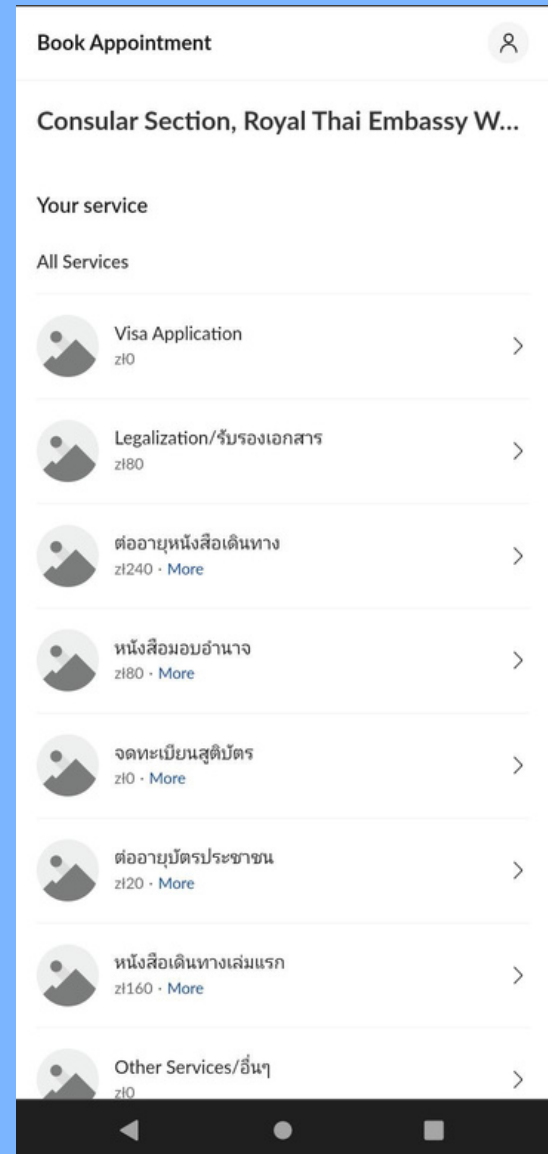 Book Appointment
Consular Section, Royal Thai Embassy W...
Your service
All Services
Visa Application
zł0
Legalization/รับรองเอกสาร
zł80
ต่ออายุหนังสือเดินทาง
zł240 · More
หนังสือมอบอำนาจ
zł80 · More
จดทะเบียนสูติบัตร
zł0 · More
ต่ออายุบัตรประชาชน
zł20 · More
หนังสือเดินทางเล่มแรก
zł160 · More
Other Services/อื่นๆ
zł0